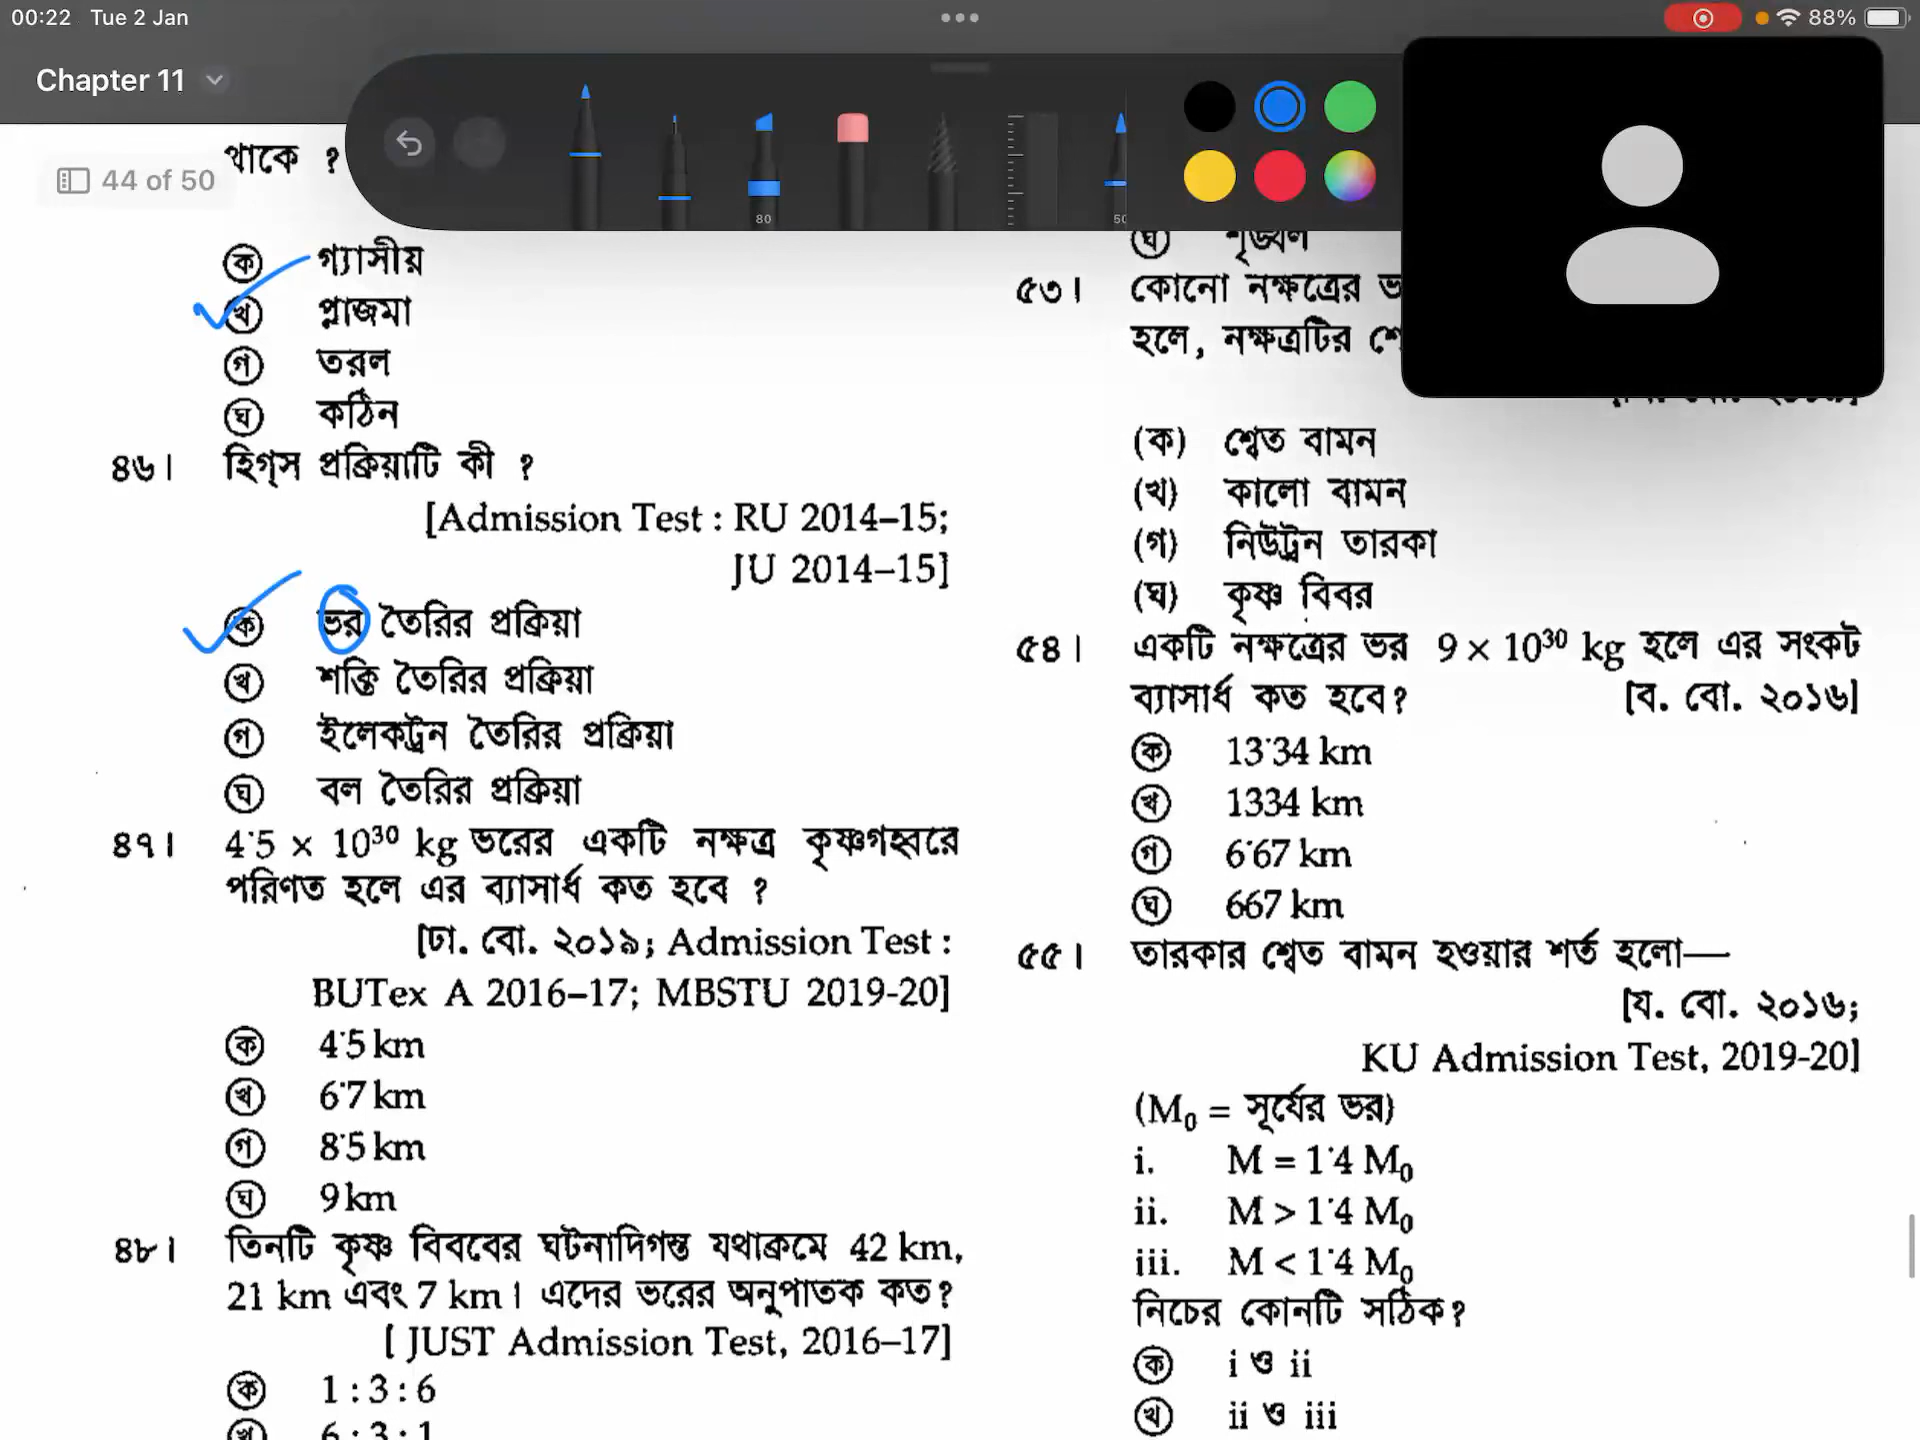 00:22 Tue 2 Jan
88%
Chapter 11
44 of 50
80
50
থাকে ?
ক গ্যাসীয়
খ প্লাজমা
গ তরল
ঘ কঠিন
৪৬। হিগ্‌স প্রক্রিয়াটি কী ?
[Admission Test : RU 2014–15;
JU 2014–15]
ক ভর তৈরির প্রক্রিয়া
খ শক্তি তৈরির প্রক্রিয়া
গ ইলেকট্রন তৈরির প্রক্রিয়া
ঘ বল তৈরির প্রক্রিয়া
৪৭। 4·5 × 10³⁰ kg ভরের একটি নক্ষত্র কৃষ্ণগহ্বরে
পরিণত হলে এর ব্যাসার্ধ কত হবে ?
[ঢা. বো. ২০১৯; Admission Test :
BUTex A 2016–17; MBSTU 2019-20]
ক 4·5 km
খ 6·7 km
গ 8·5 km
ঘ 9 km
৪৮। তিনটি কৃষ্ণ বিববের ঘটনাদিগন্ত যথাক্রমে 42 km,
21 km এবং 7 km। এদের ভরের অনুপাতক কত?
[ JUST Admission Test, 2016–17]
ক 1 : 3 : 6
খ 6 : 3 : 1
ঘ শৃঙ্খল
৫৩। কোনো নক্ষত্রের
হলে, নক্ষত্রটির
(ক) শ্বেত বামন
(খ) কালো বামন
(গ) নিউট্রন তারকা
(ঘ) কৃষ্ণ বিবর
৫৪। একটি নক্ষত্রের ভর 9 × 10³⁰ kg হলে এর সংকট
ব্যাসার্ধ কত হবে? [ব. বো. ২০১৬]
ক 13·34 km
খ 1334 km
গ 6·67 km
ঘ 667 km
৫৫। তারকার শ্বেত বামন হওয়ার শর্ত হলো—
[য. বো. ২০১৬;
KU Admission Test, 2019-20]
(M₀ = সূর্যের ভর)
i. M = 1·4 M₀
ii. M > 1·4 M₀
iii. M < 1·4 M₀
নিচের কোনটি সঠিক?
ক i ও ii
খ ii ও iii